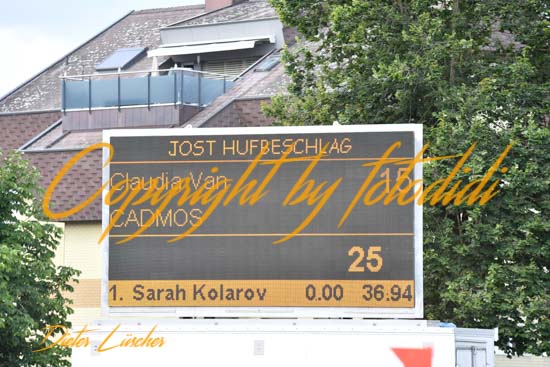 JOST HUFBESCHLAG
Claudia Van 15
CADMOS
25
1. Sarah Kolarov 0.00 36.94
Copyright by fotodidi
Dieter Lüscher